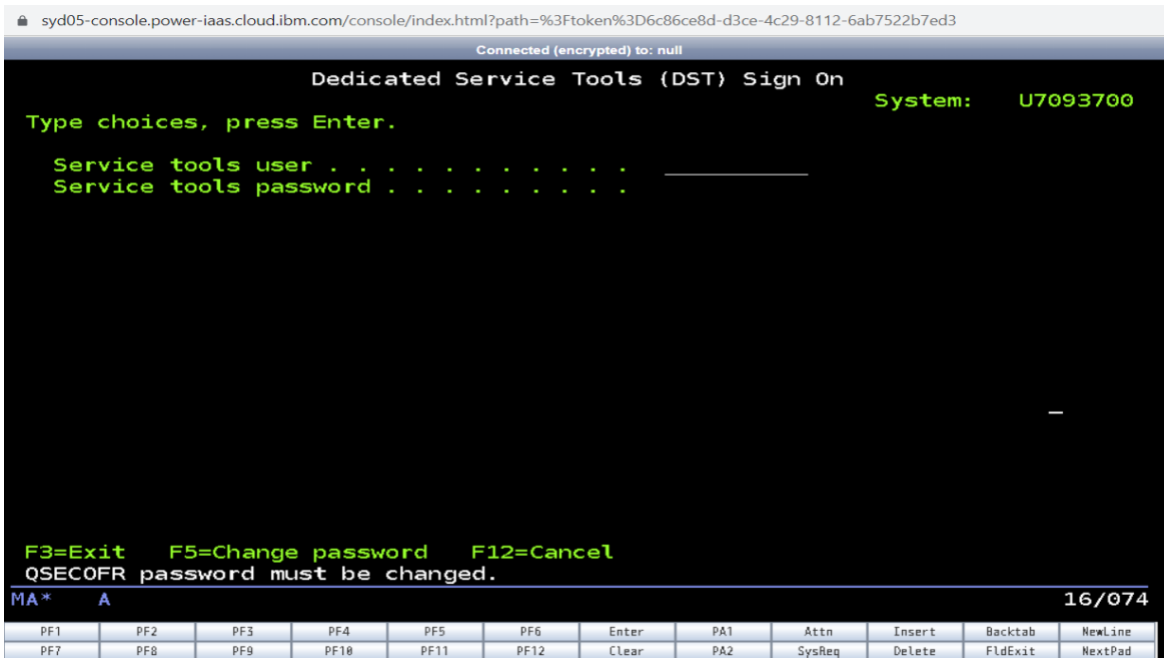 syd05-console.power-iaas.cloud.ibm.com/console/index.html?path=%3Ftoken%3D6c86ce8d-d3ce-4c29-8112-6ab7522b7ed3
Connected (encrypted) to: null
Dedicated Service Tools (DST) Sign On
System: U7093700
Type choices, press Enter.
Service tools user . . . . . . . . . . . __________
Service tools password . . . . . . . . .
_
F3=Exit F5=Change password F12=Cancel
QSECOFR password must be changed.
MA* A 16/074
PF1 PF2 PF3 PF4 PF5 PF6 Enter PA1 Attn Insert Backtab NewLine
PF7 PF8 PF9 PF10 PF11 PF12 Clear PA2 SysReq Delete FldExit NextPad